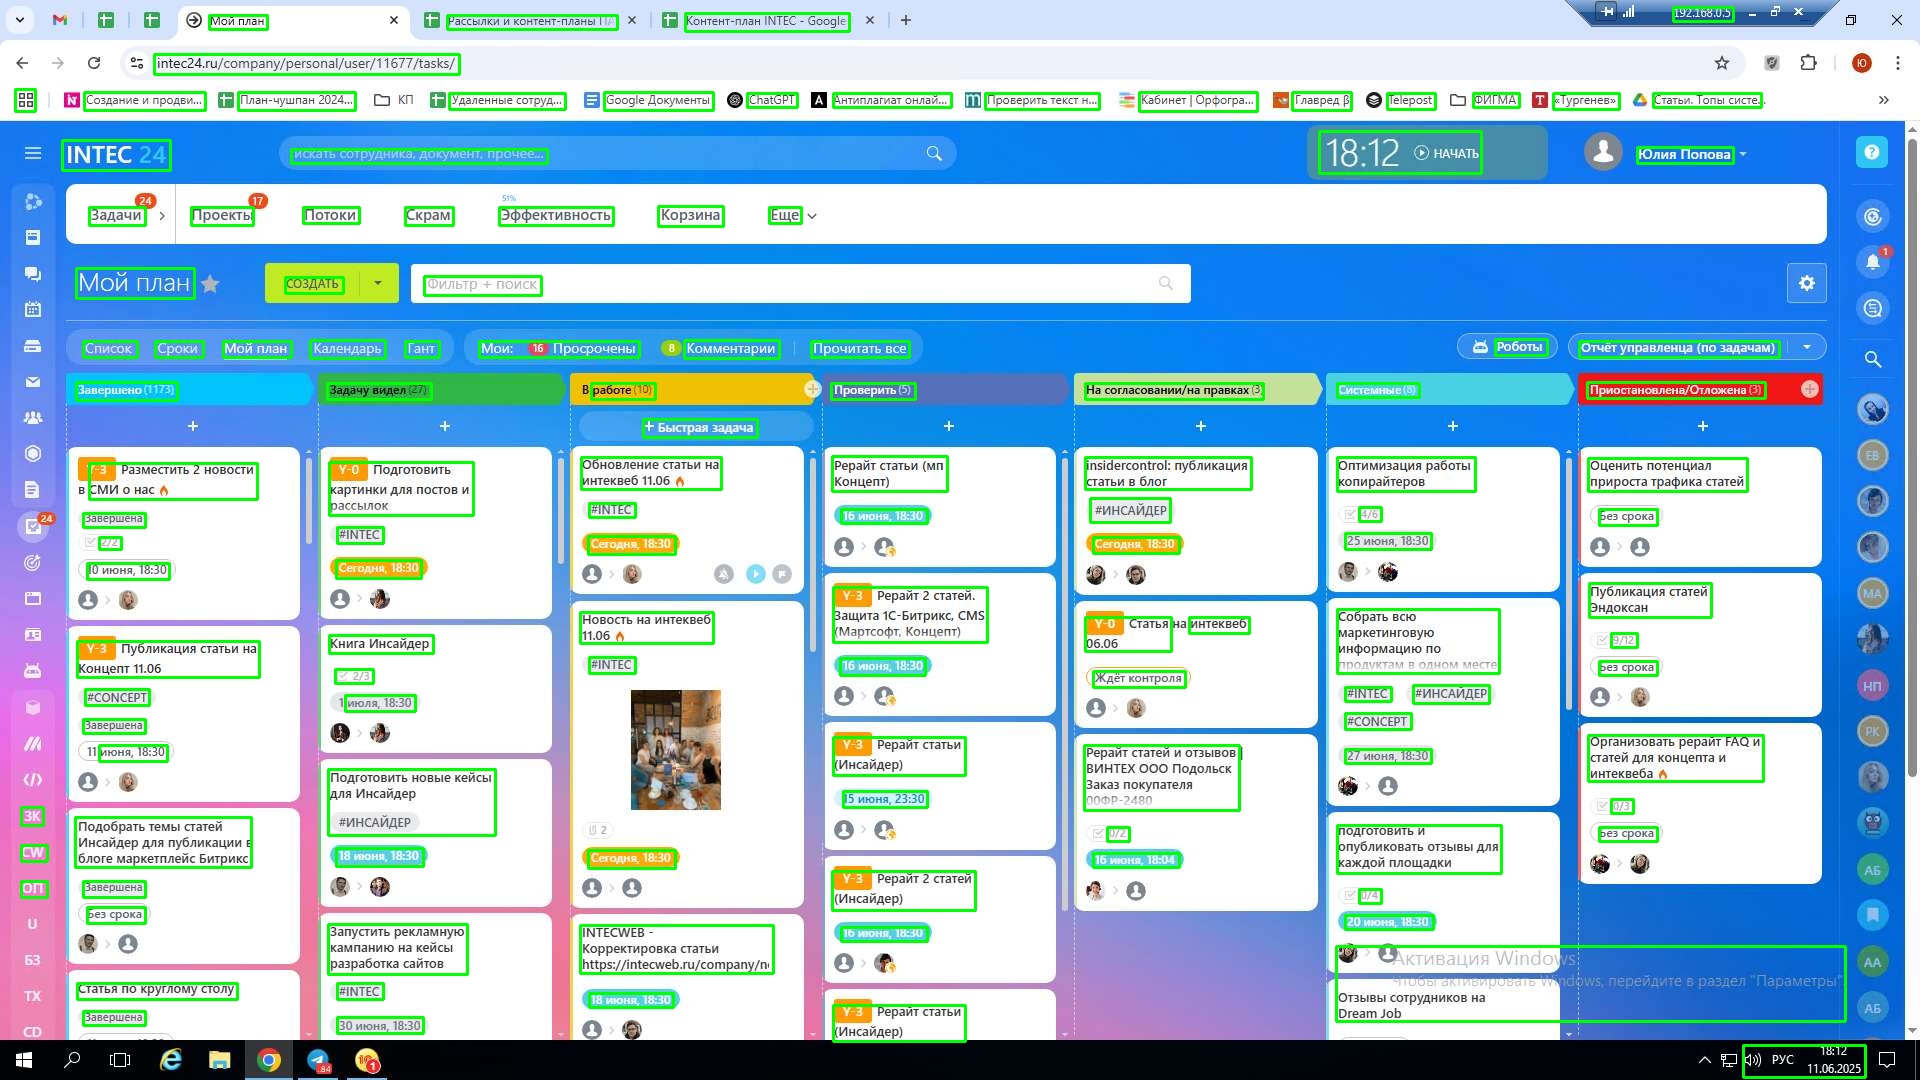 Мой план
Рассылки и контент-планы ПА
Контент-план INTEC - Google
192.168.0.5
intec24.ru/company/personal/user/11677/tasks/
Ю
Создание и продви...
План-чушпан 2024...
КП
Удаленные сотруд...
Google Документы
ChatGPT
Антиплагиат онлай...
Проверить текст н...
Кабинет | Орфогра...
Главред β
Telepost
ФИГМА
«Тургенев»
Статьи. Топы систе...
INTEC 24
искать сотрудника, документ, прочее...
18:12
НАЧАТЬ
Юлия Попова
Задачи
24
Проекты
17
Потоки
Скрам
51%
Эффективность
Корзина
Еще
Мой план
СОЗДАТЬ
Фильтр + поиск
1
Список
Сроки
Мой план
Календарь
Гант
Мои:
16 Просрочены
8 Комментарии
Прочитать все
Роботы
Отчёт управленца (по задачам)
Завершено (1173)
Задачу видел (27)
В работе (10)
Проверить (5)
На согласовании/на правках (3)
Системные (8)
Приостановлена/Отложена (3)
+ Быстрая задача
Y-3 Разместить 2 новости
в СМИ о нас
Завершена
2/2
10 июня, 18:30
Y-3 Публикация статьи на
Концепт 11.06
#CONCEPT
Завершена
11 июня, 18:30
Подобрать темы статей
Инсайдер для публикации в
блоге маркетплейс Битрикс
Завершена
Без срока
Статья по круглому столу
Завершена
Y-0 Подготовить
картинки для постов и
рассылок
#INTEC
Сегодня, 18:30
Книга Инсайдер
2/3
1 июля, 18:30
Подготовить новые кейсы
для Инсайдер
#ИНСАЙДЕР
18 июня, 18:30
Запустить рекламную
кампанию на кейсы
разработка сайтов
#INTEC
30 июня, 18:30
Обновление статьи на
интеквеб 11.06
#INTEC
Сегодня, 18:30
Новость на интеквеб
11.06
#INTEC
2
Сегодня, 18:30
INTECWEB -
Корректировка статьи
https://intecweb.ru/company/ne
18 июня, 18:30
Рерайт статьи (мп
Концепт)
16 июня, 18:30
Y-3 Рерайт 2 статей.
Защита 1С-Битрикс, CMS
(Мартсофт, Концепт)
16 июня, 18:30
Y-3 Рерайт статьи
(Инсайдер)
15 июня, 23:30
Y-3 Рерайт 2 статей
(Инсайдер)
16 июня, 18:30
Y-3 Рерайт статьи
(Инсайдер)
insidercontrol: публикация
статьи в блог
#ИНСАЙДЕР
Сегодня, 18:30
Y-0 Статья на интеквеб
06.06
Ждёт контроля
Рерайт статей и отзывов |
ВИНТЕХ ООО Подольск
Заказ покупателя
00ФР-2480
0/2
16 июня, 18:04
Оптимизация работы
копирайтеров
4/6
25 июня, 18:30
Собрать всю
маркетинговую
информацию по
продуктам в одном месте
#INTEC
#ИНСАЙДЕР
#CONCEPT
27 июня, 18:30
подготовить и
опубликовать отзывы для
каждой площадки
0/4
20 июня, 18:30
Отзывы сотрудников на
Dream Job
Оценить потенциал
прироста трафика статей
Без срока
Публикация статей
Эндоксан
9/12
Без срока
Организовать рерайт FAQ и
статей для концепта и
интеквеба
0/3
Без срока
Активация Windows
Чтобы активировать Windows, перейдите в раздел "Параметры".
24
ЗК
CW
ОП
U
БЗ
ТХ
CD
ЕВ
МА
НП
РК
АБ
АА
АБ
84
1
РУС
18:12
11.06.2025